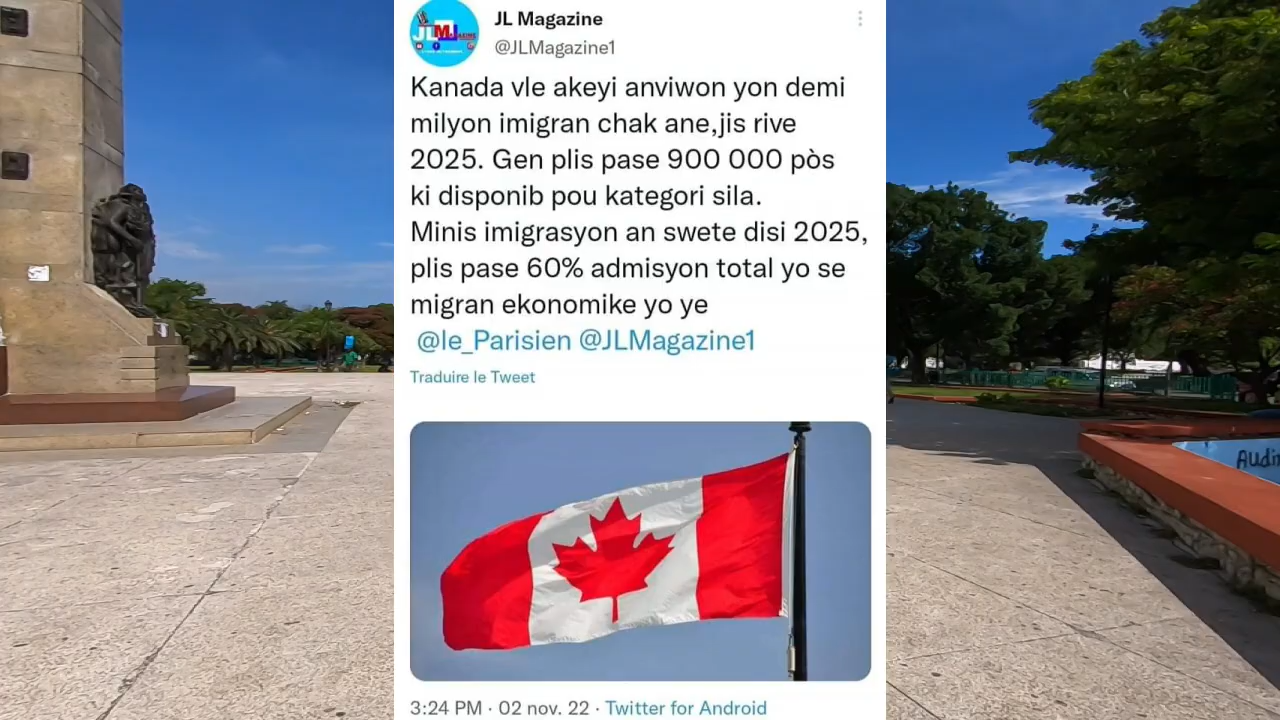 JL Magazine
@JLMagazine1
Kanada vle akeyi anviwon yon demi
milyon imigran chak ane,jis rive
2025. Gen plis pase 900 000 pòs
ki disponib pou kategori sila.
Minis imigrasyon an swete disi 2025,
plis pase 60% admisyon total yo se
migran ekonomike yo ye
@le_Parisien @JLMagazine1
Traduire le Tweet
3:24 PM · 02 nov. 22 · Twitter for Android